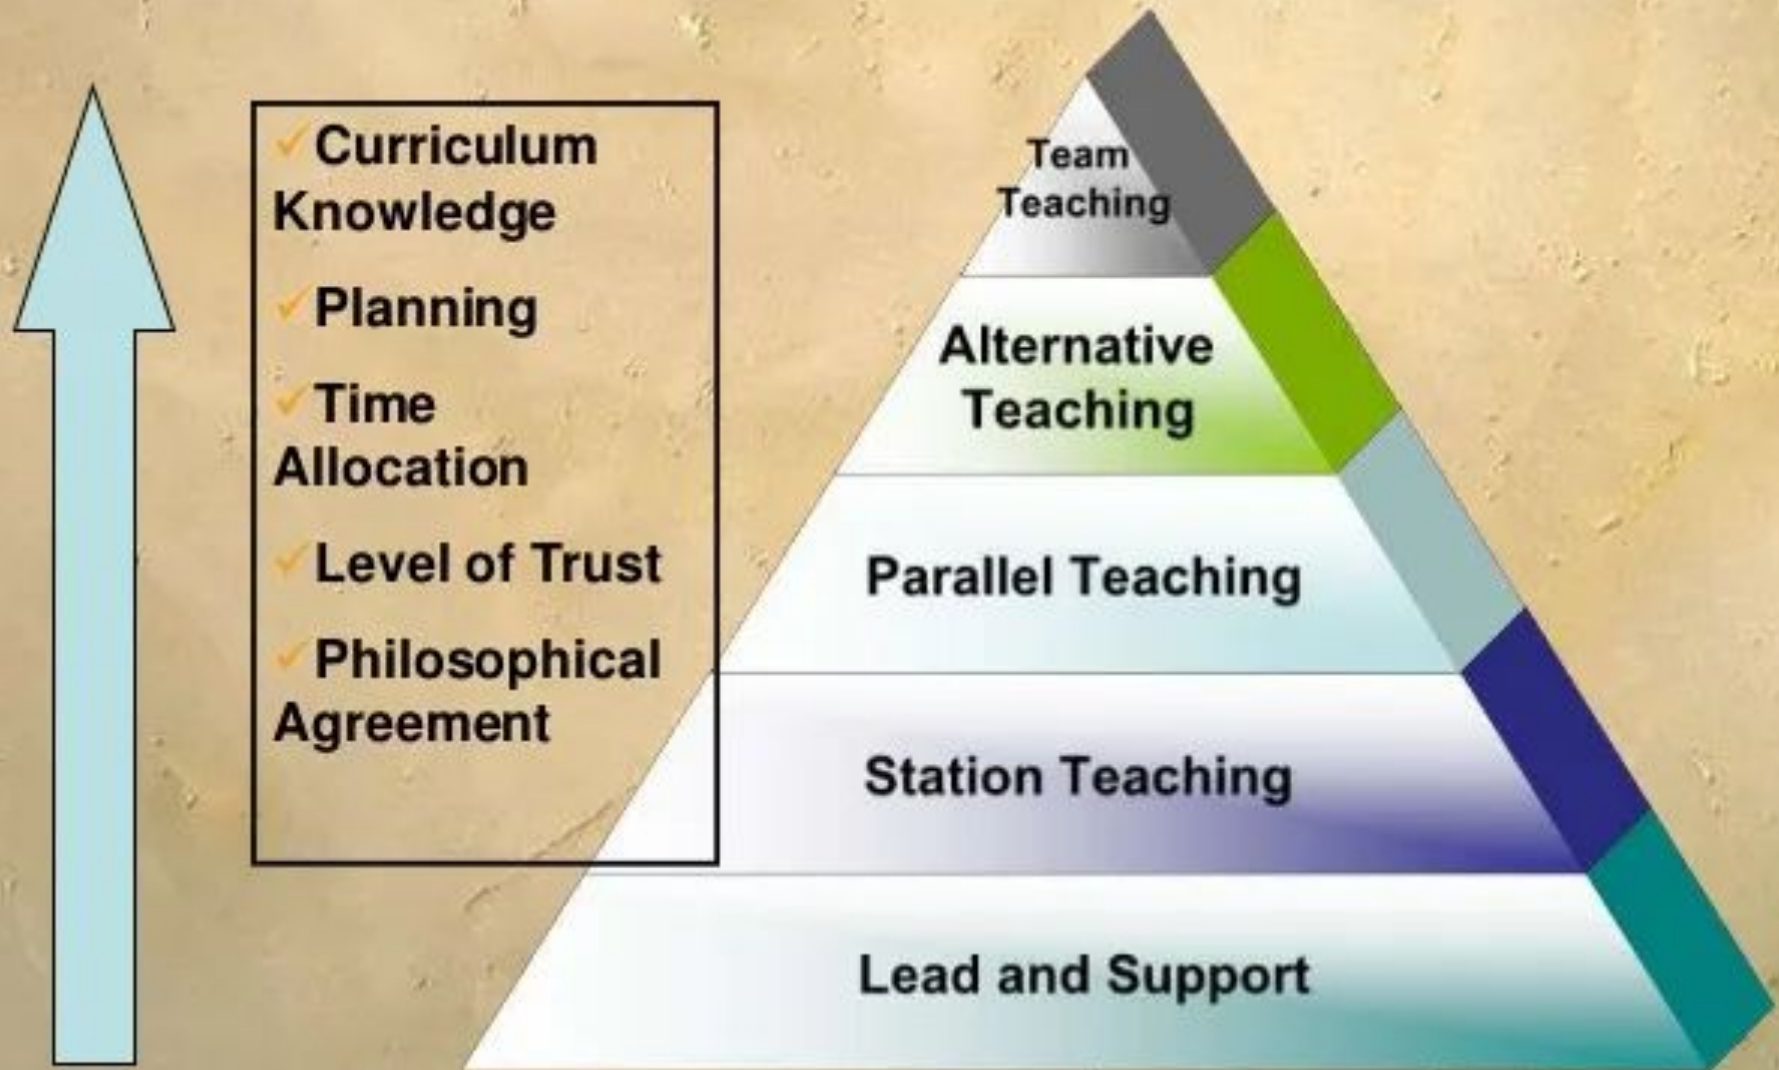 ✓Curriculum
Knowledge
✓Planning
✓Time
Allocation
✓Level of Trust
✓Philosophical
Agreement
Team
Teaching
Alternative
Teaching
Parallel Teaching
Station Teaching
Lead and Support